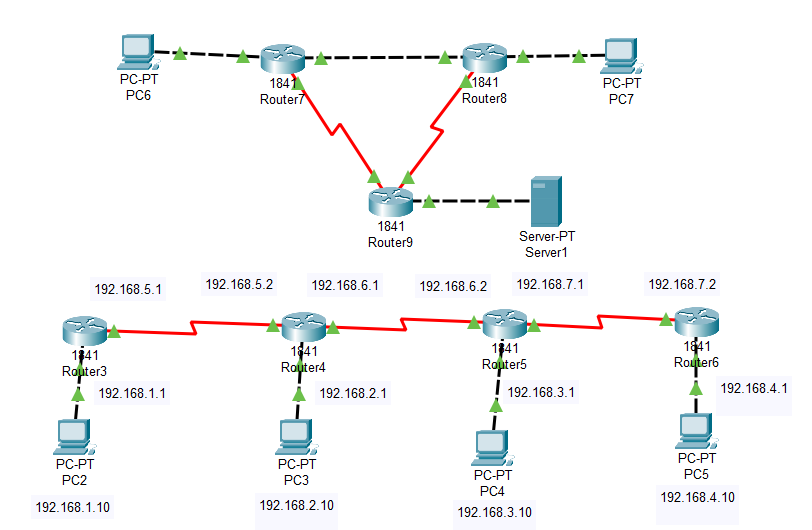 PC-PT
PC6
1841
Router7
1841
Router8
PC-PT
PC7
1841
Router9
Server-PT
Server1
192.168.5.1
192.168.5.2
192.168.6.1
192.168.6.2
192.168.7.1
192.168.7.2
1841
Router3
1841
Router4
1841
Router5
1841
Router6
192.168.1.1
192.168.2.1
192.168.3.1
192.168.4.1
PC-PT
PC2
PC-PT
PC3
PC-PT
PC4
PC-PT
PC5
192.168.1.10
192.168.2.10
192.168.3.10
192.168.4.10